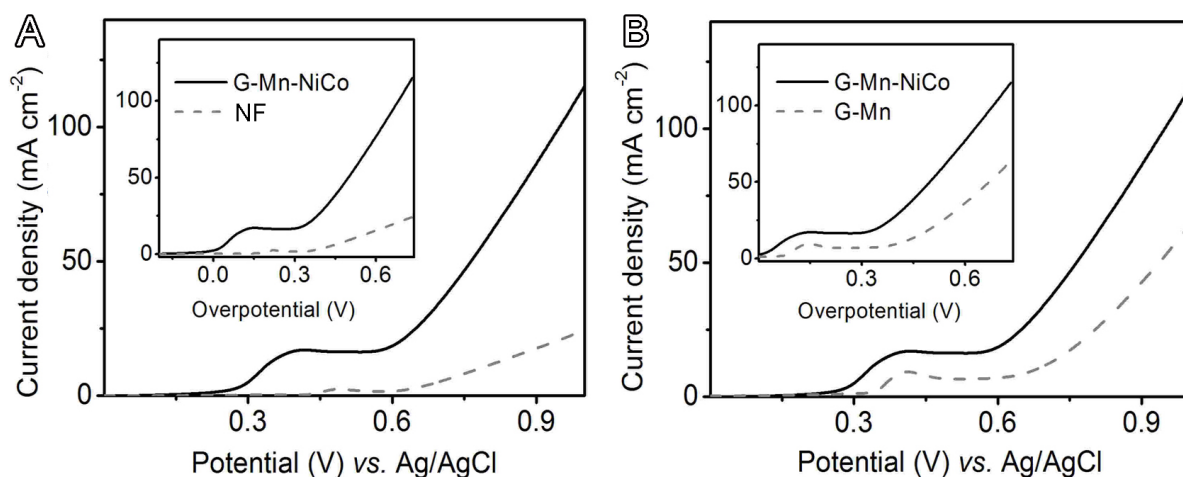 A
Current density (mA cm⁻²)
100
50
0
0.3
0.6
0.9
Potential (V) vs. Ag/AgCl
G-Mn-NiCo
NF
100
50
0
0.0
0.3
0.6
Overpotential (V)
B
Current density (mA cm⁻²)
100
50
0
0.3
0.6
0.9
Potential (V) vs. Ag/AgCl
G-Mn-NiCo
G-Mn
100
50
0
0.3
0.6
Overpotential (V)